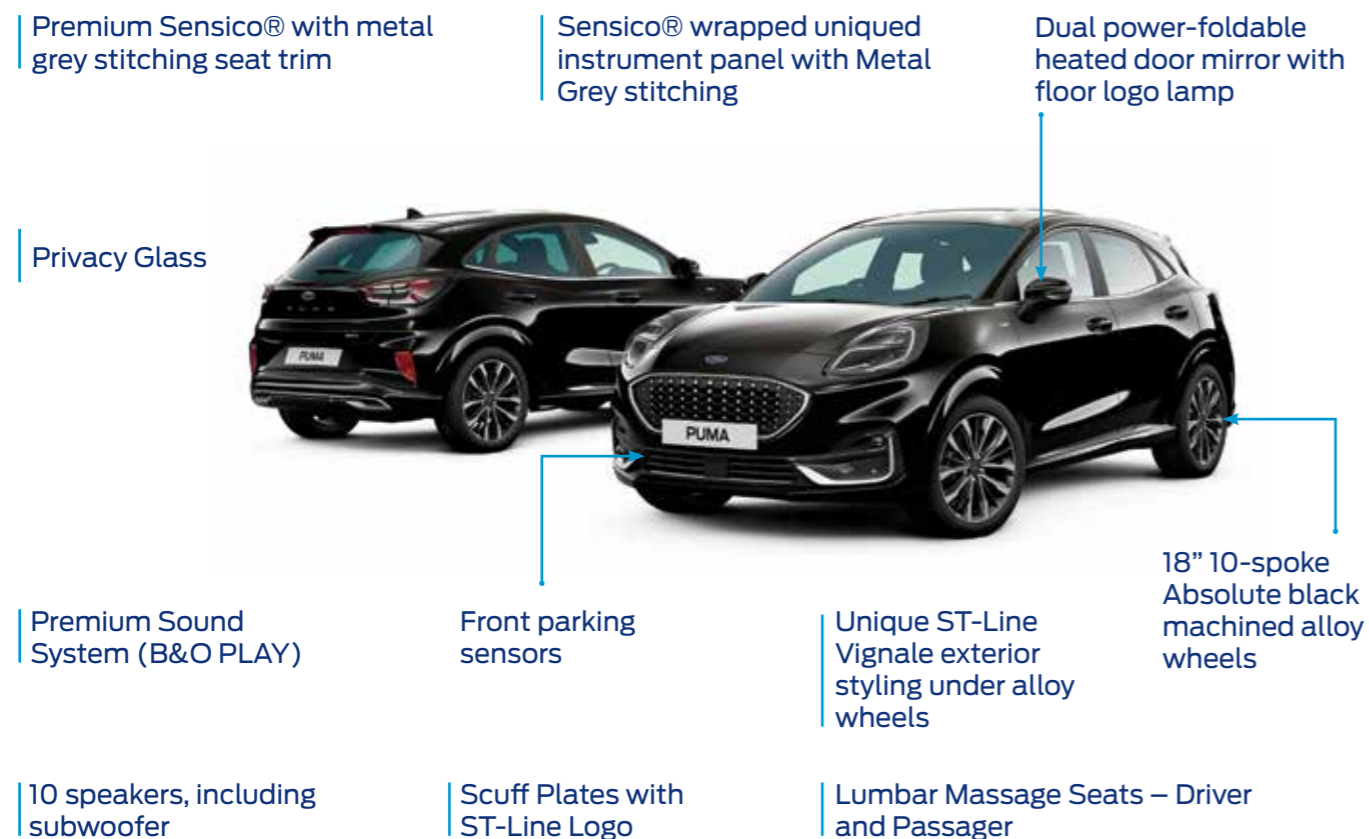 Premium Sensico® with metal
grey stitching seat trim
Sensico® wrapped uniqued
instrument panel with Metal
Grey stitching
Dual power-foldable
heated door mirror with
floor logo lamp
Privacy Glass
PUMA
PUMA
PUMA
Premium Sound
System (B&O PLAY)
Front parking
sensors
Unique ST-Line
Vignale exterior
styling under alloy
wheels
18” 10-spoke
Absolute black
machined alloy
wheels
10 speakers, including
subwoofer
Scuff Plates with
ST-Line Logo
Lumbar Massage Seats – Driver
and Passager